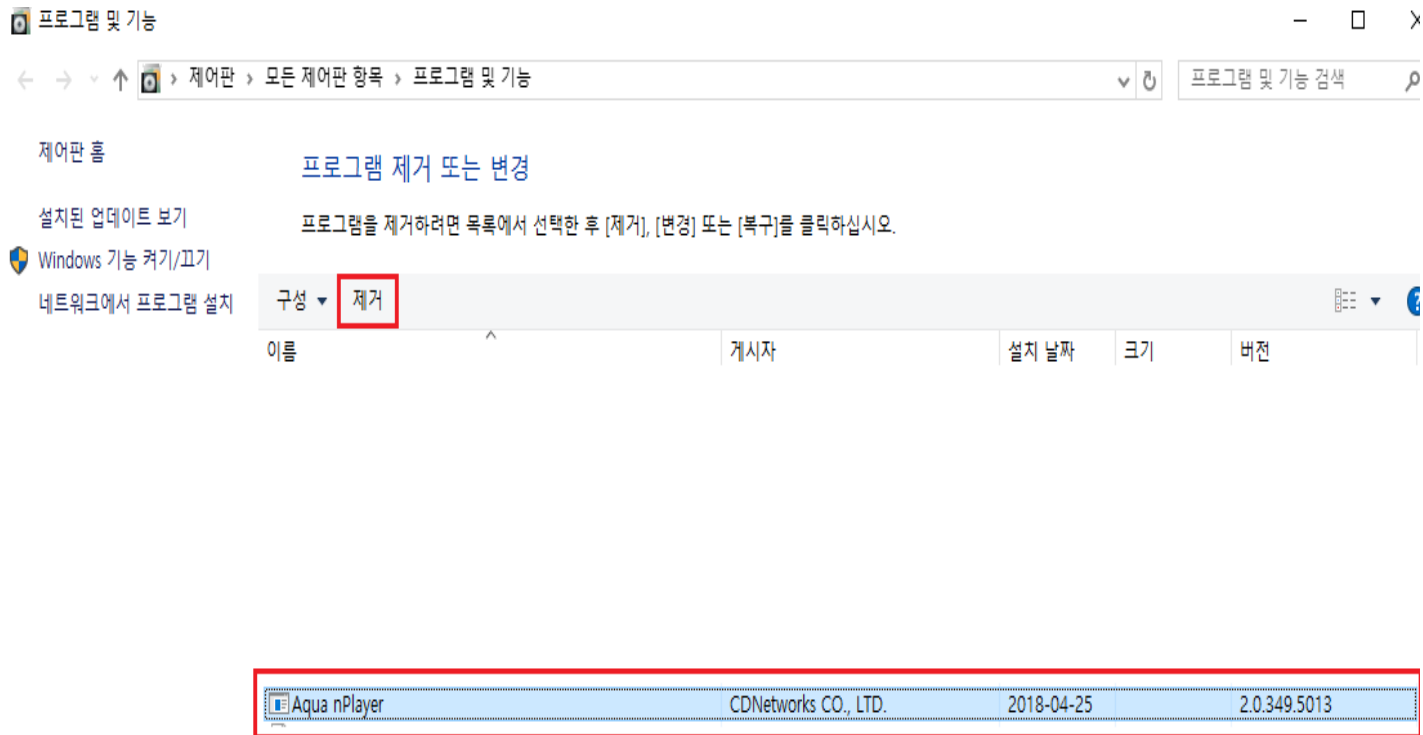 프로그램 및 기능
제어판 › 모든 제어판 항목 › 프로그램 및 기능
프로그램 및 기능 검색
제어판 홈
설치된 업데이트 보기
Windows 기능 켜기/끄기
네트워크에서 프로그램 설치
프로그램 제거 또는 변경
프로그램을 제거하려면 목록에서 선택한 후 [제거], [변경] 또는 [복구]를 클릭하십시오.
구성 제거
이름 게시자 설치 날짜 크기 버전
Aqua nPlayer CDNetworks CO., LTD. 2018-04-25 2.0.349.5013